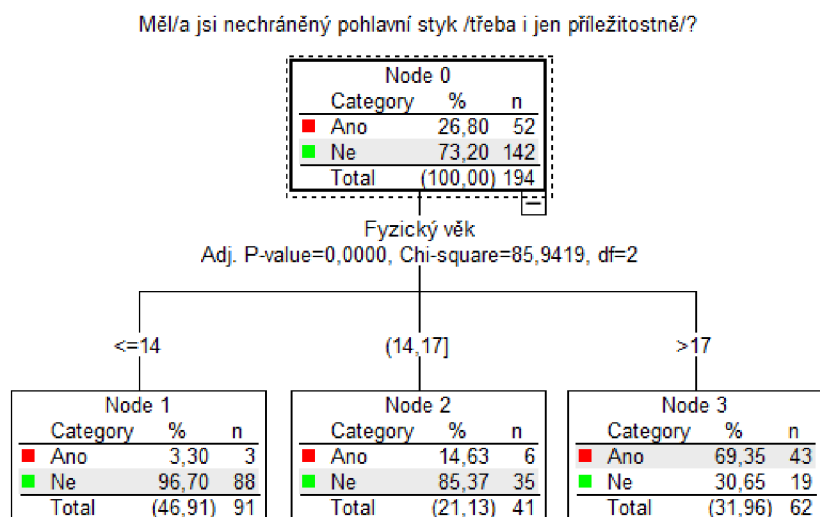 Měl/a jsi nechráněný pohlavní styk /třeba i jen příležitostně/?
Node 0
Category % n
Ano 26,80 52
Ne 73,20 142
Total (100,00) 194
Fyzický věk
Adj. P-value=0,0000, Chi-square=85,9419, df=2
<=14 (14,17] >17
Node 1
Category % n
Ano 3,30 3
Ne 96,70 88
Total (46,91) 91
Node 2
Category % n
Ano 14,63 6
Ne 85,37 35
Total (21,13) 41
Node 3
Category % n
Ano 69,35 43
Ne 30,65 19
Total (31,96) 62